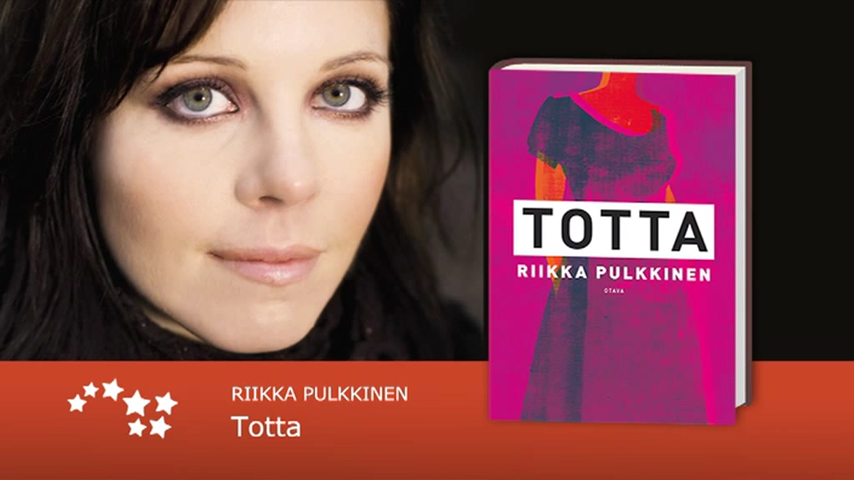 TOTTA
RIIKKA PULKKINEN
OTAVA
RIIKKA PULKKINEN
Totta